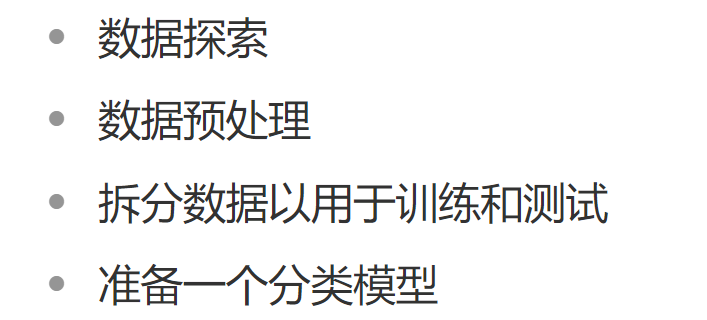 数据探索
数据预处理
拆分数据以用于训练和测试
准备一个分类模型